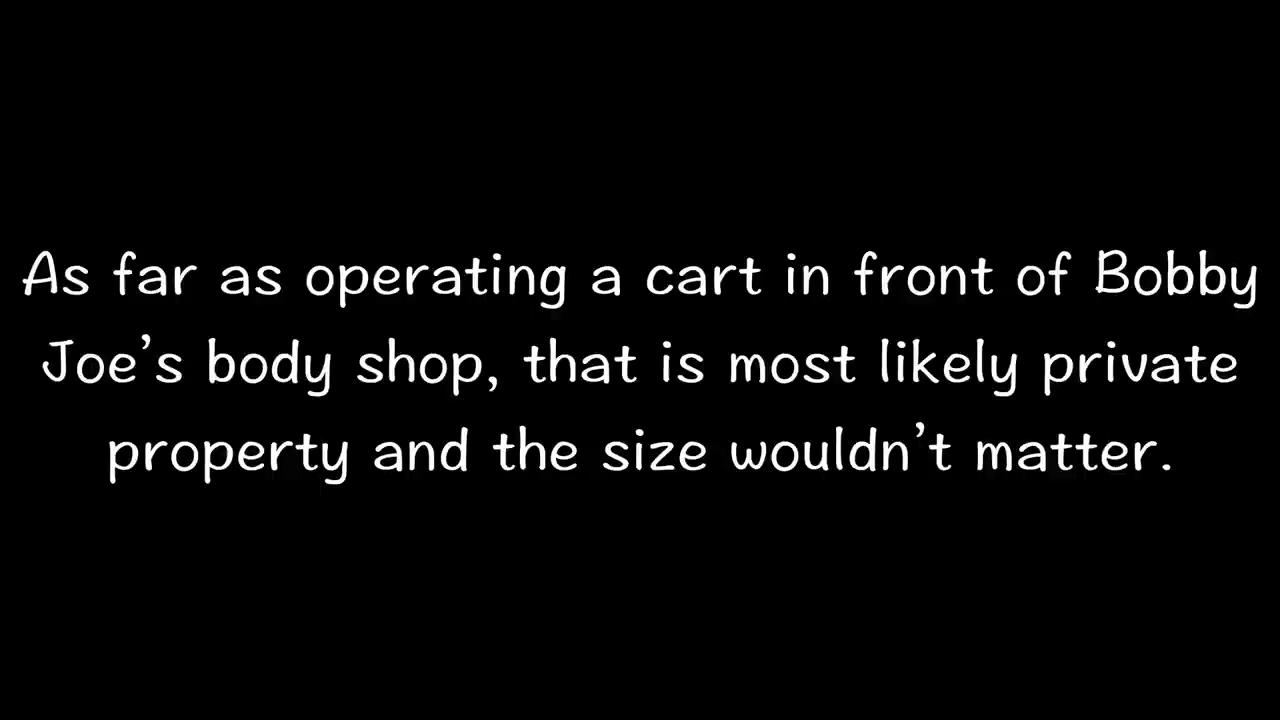 As far as operating a cart in front of Bobby
Joe’s body shop, that is most likely private
property and the size wouldn’t matter.